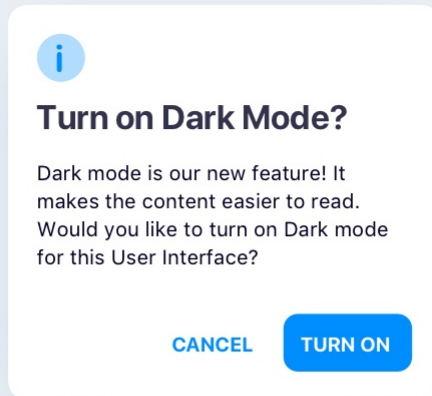 Turn on Dark Mode?
Dark mode is our new feature! It
makes the content easier to read.
Would you like to turn on Dark mode
for this User Interface?
CANCEL TURN ON